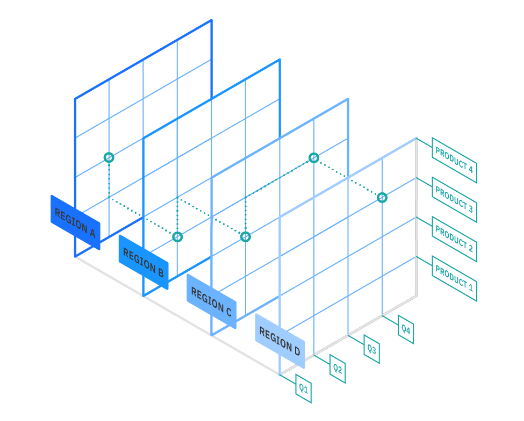 PRODUCT 4
PRODUCT 3
REGION A
PRODUCT 2
REGION B
PRODUCT 1
REGION C
REGION D
Q4
Q3
Q2
Q1